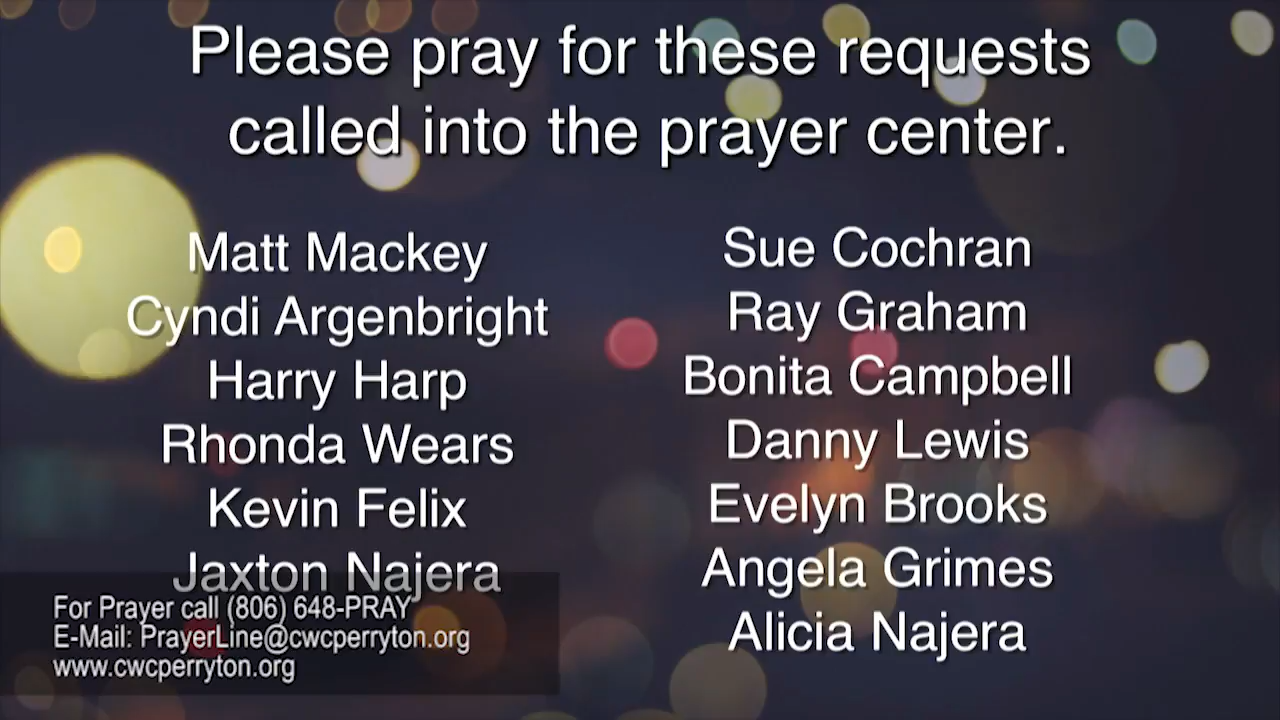 Please pray for these requests
called into the prayer center.
Matt Mackey
Cyndi Argenbright
Harry Harp
Rhonda Wears
Kevin Felix
Jaxton Najera
Sue Cochran
Ray Graham
Bonita Campbell
Danny Lewis
Evelyn Brooks
Angela Grimes
Alicia Najera
For Prayer call (806) 648-PRAY
E-Mail: PrayerLine@cwcperryton.org
www.cwcperryton.org